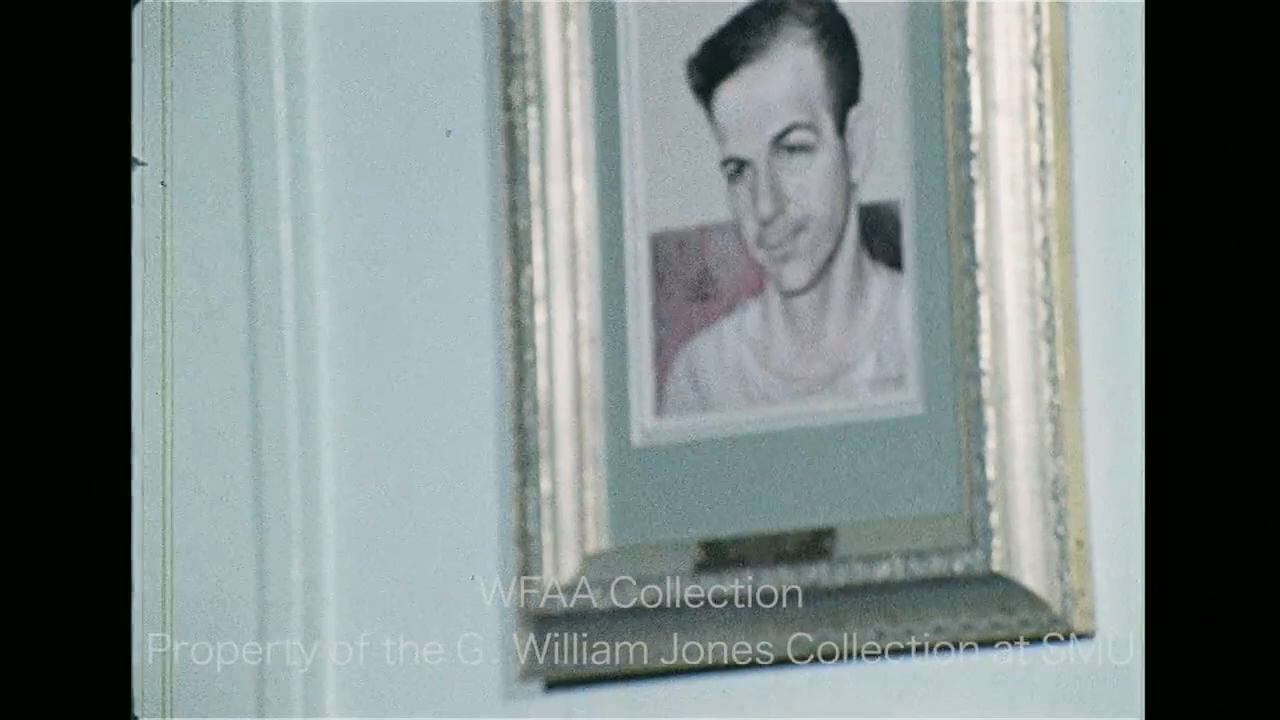 WFAA Collection
Property of the G. William Jones Collection at SMU